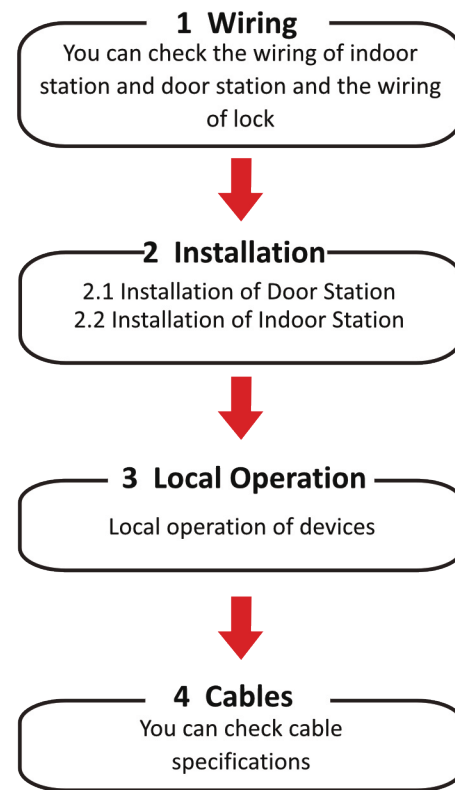 1 Wiring
You can check the wiring of indoor
station and door station and the wiring
of lock
2 Installation
2.1 Installation of Door Station
2.2 Installation of Indoor Station
3 Local Operation
Local operation of devices
4 Cables
You can check cable
specifications